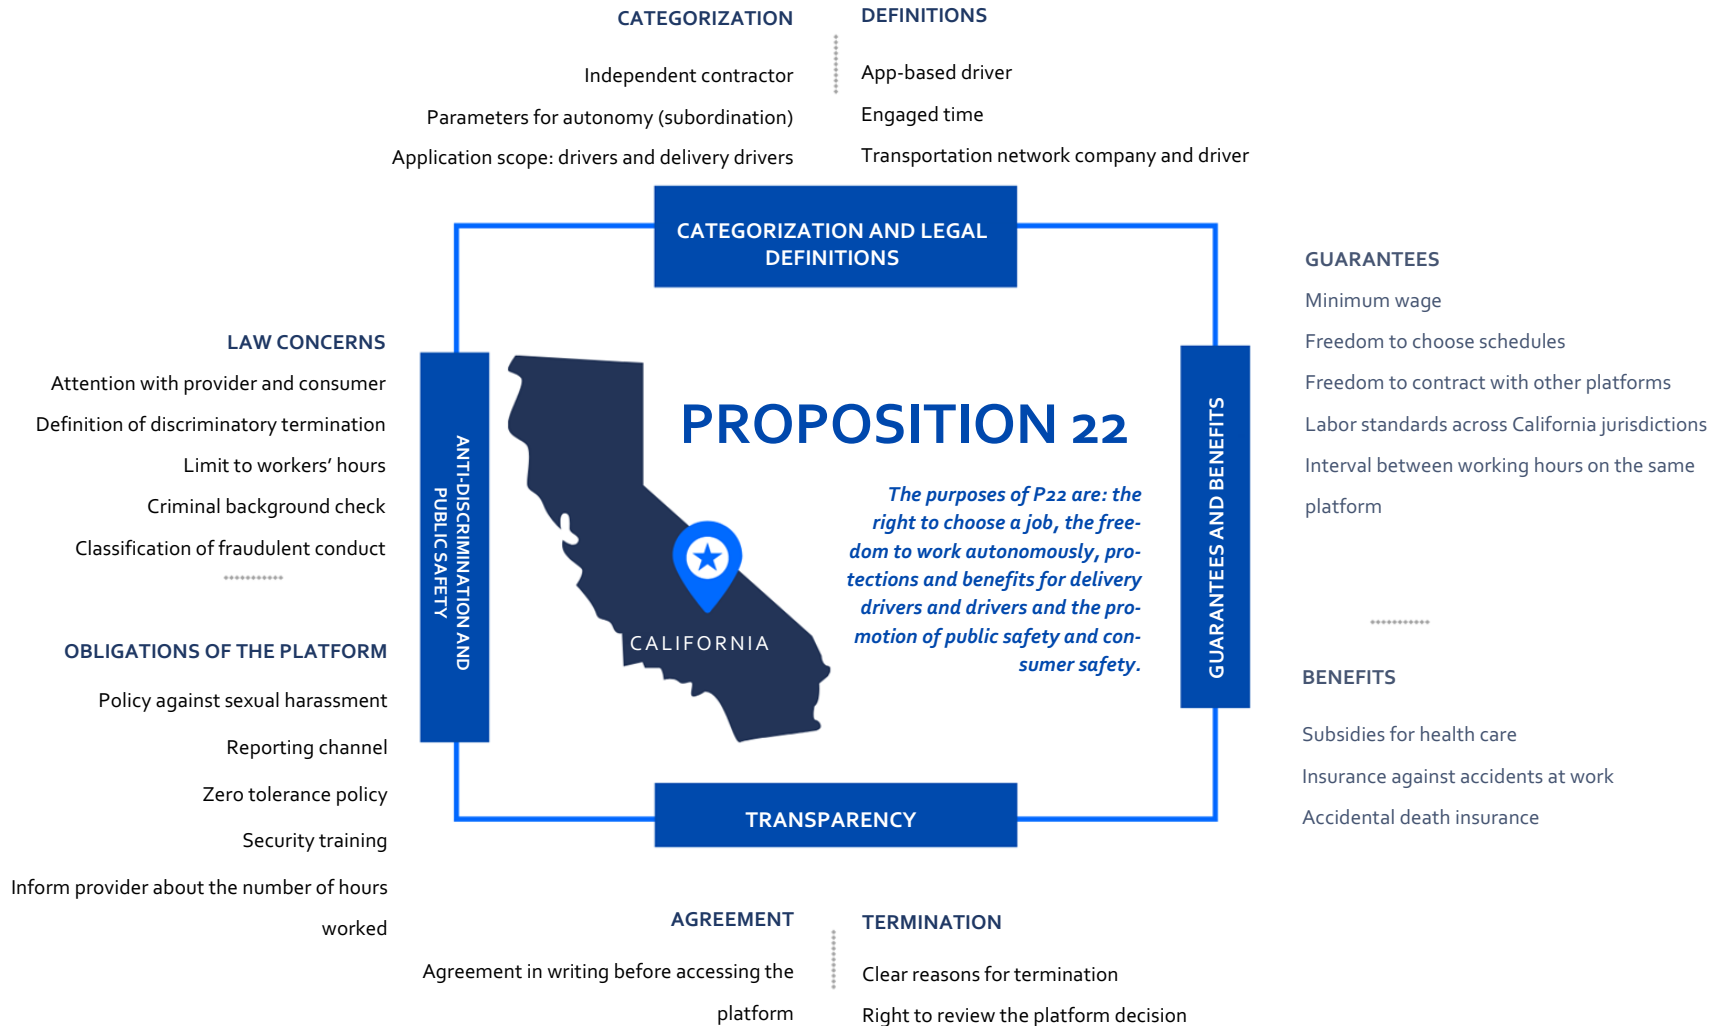 CATEGORIZATION
Independent contractor
Parameters for autonomy (subordination)
Application scope: drivers and delivery drivers
DEFINITIONS
App-based driver
Engaged time
Transportation network company and driver
CATEGORIZATION AND LEGAL
DEFINITIONS
LAW CONCERNS
Attention with provider and consumer
Definition of discriminatory termination
Limit to workers’ hours
Criminal background check
Classification of fraudulent conduct
OBLIGATIONS OF THE PLATFORM
Policy against sexual harassment
Reporting channel
Zero tolerance policy
Security training
Inform provider about the number of hours
worked
ANTI-DISCRIMINATION AND
PUBLIC SAFETY
PROPOSITION 22
The purposes of P22 are: the
right to choose a job, the free-
dom to work autonomously, pro-
tections and benefits for delivery
drivers and drivers and the pro-
motion of public safety and con-
sumer safety.
CALIFORNIA
GUARANTEES AND BENEFITS
GUARANTEES
Minimum wage
Freedom to choose schedules
Freedom to contract with other platforms
Labor standards across California jurisdictions
Interval between working hours on the same
platform
BENEFITS
Subsidies for health care
Insurance against accidents at work
Accidental death insurance
TRANSPARENCY
AGREEMENT
Agreement in writing before accessing the
platform
TERMINATION
Clear reasons for termination
Right to review the platform decision